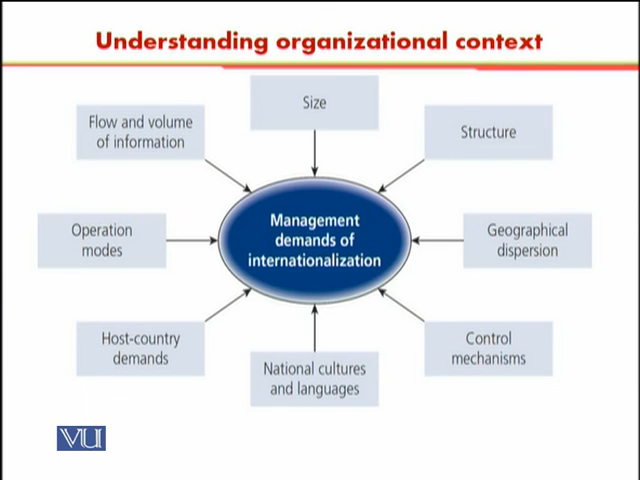 Understanding organizational context
Size
Flow and volume
of information
Structure
Management
demands of
internationalization
Operation
modes
Geographical
dispersion
Host-country
demands
Control
mechanisms
National cultures
and languages
VU